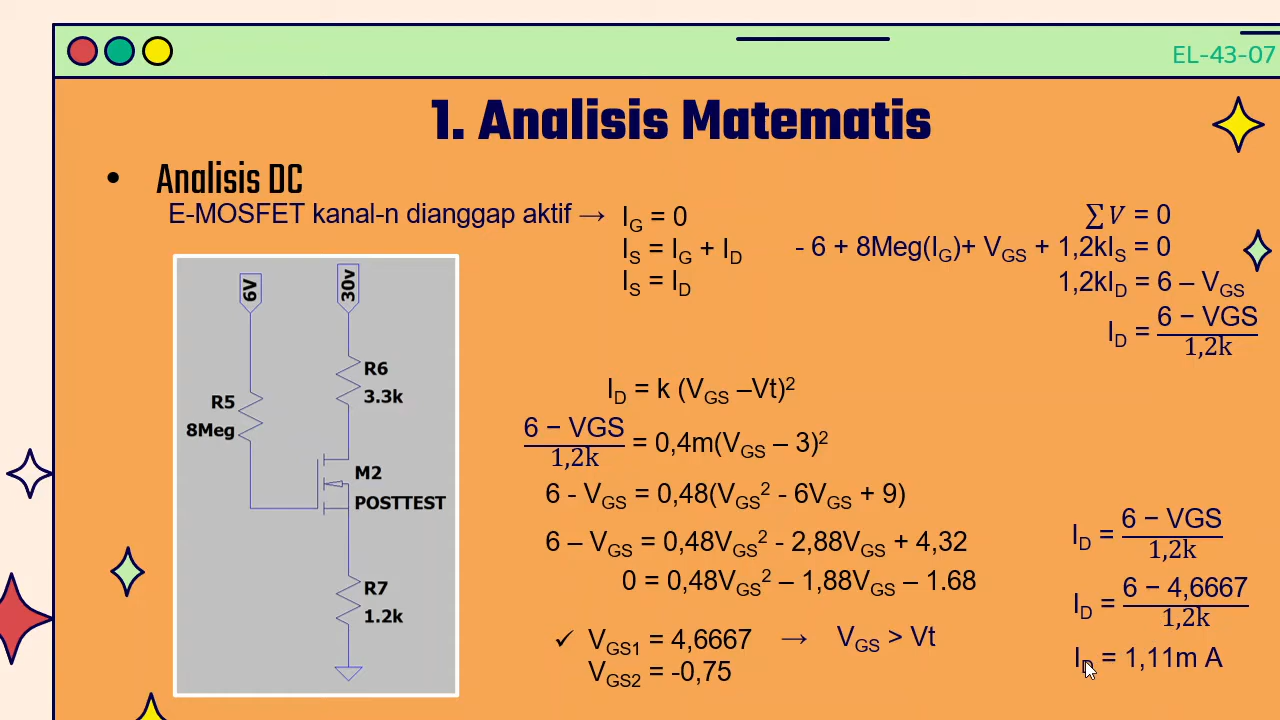 EL-43-07
1. Analisis Matematis
• Analisis DC
E-MOSFET kanal-n dianggap aktif →
I_G = 0
I_S = I_G + I_D
I_S = I_D
∑V = 0
- 6 + 8Meg(I_G)+ V_GS + 1,2kI_S = 0
1,2kI_D = 6 – V_GS
I_D = (6 − VGS)/1,2k
6V
30v
R6
3.3k
R5
8Meg
M2
POSTTEST
R7
1.2k
I_D = k (V_GS –Vt)²
(6 − VGS)/1,2k = 0,4m(V_GS – 3)²
6 - V_GS = 0,48(V_GS² - 6V_GS + 9)
6 – V_GS = 0,48V_GS² - 2,88V_GS + 4,32
0 = 0,48V_GS² – 1,88V_GS – 1.68
✓ V_GS1 = 4,6667 → V_GS > Vt
V_GS2 = -0,75
I_D = (6 − VGS)/1,2k
I_D = (6 − 4,6667)/1,2k
I_D = 1,11m A